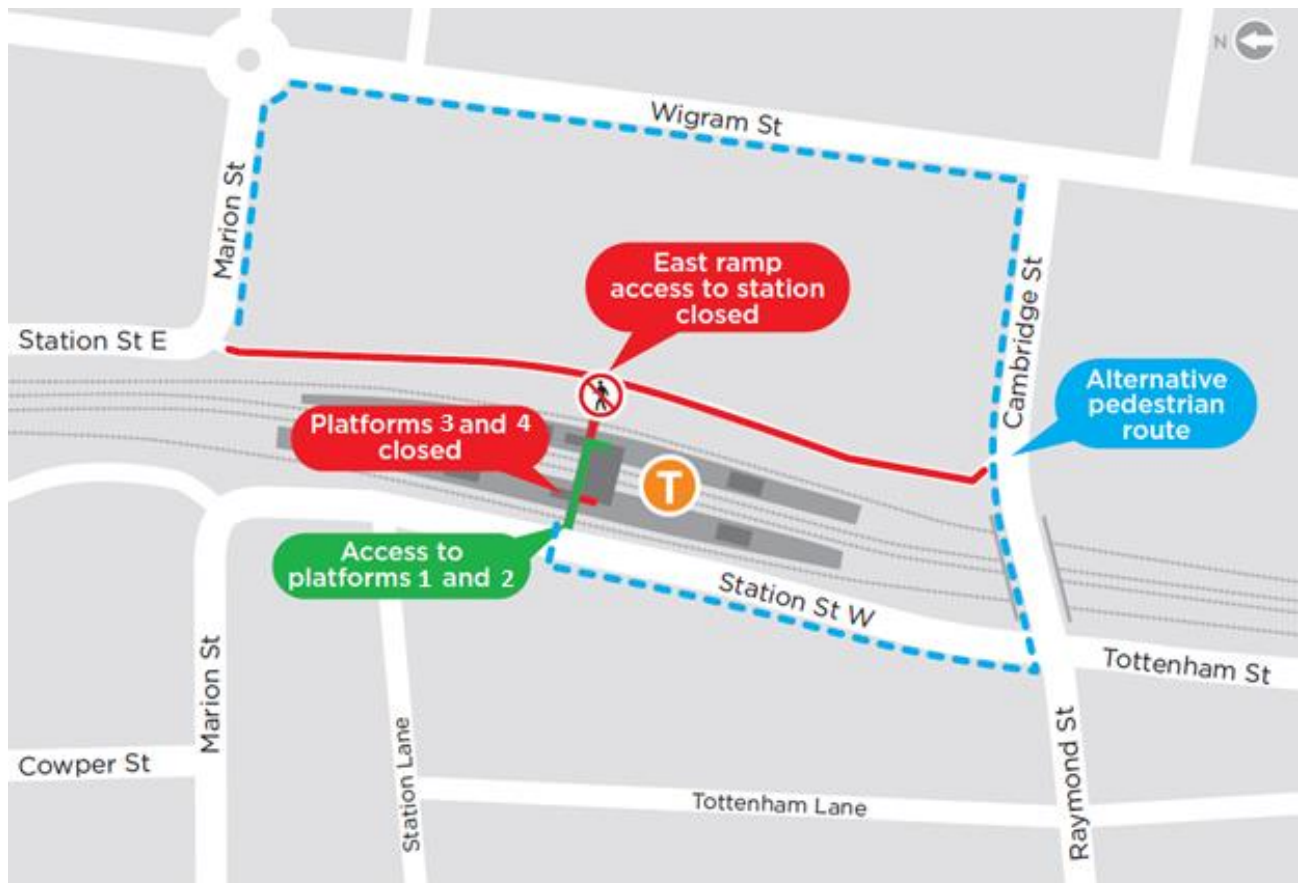 N
Wigram St
Marion St
East ramp
access to station
closed
Cambridge St
Station St E
Alternative
pedestrian
route
Platforms 3 and 4
closed
T
Access to
platforms 1 and 2
Station St W
Tottenham St
Marion St
Cowper St
Station Lane
Tottenham Lane
Raymond St